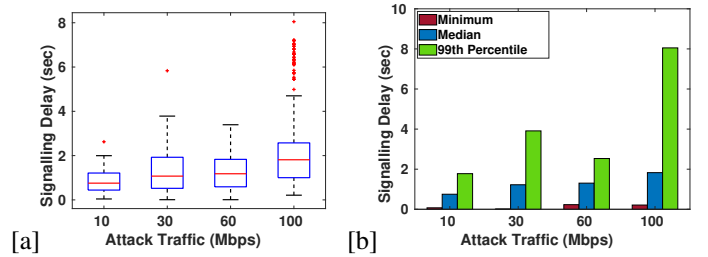 Signalling Delay (sec)
8
6
4
2
0
10 30 60 100
Attack Traffic (Mbps)
[a]
Signalling Delay (sec)
10
8
6
4
2
0
Minimum
Median
99th Percentile
10 30 60 100
Attack Traffic (Mbps)
[b]